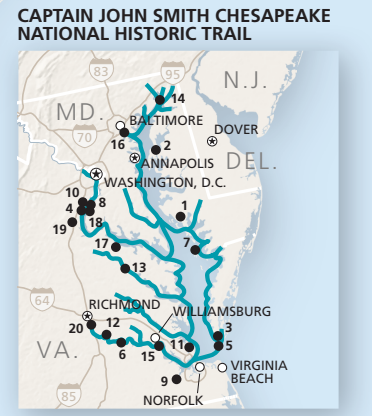 CAPTAIN JOHN SMITH CHESAPEAKE
NATIONAL HISTORIC TRAIL
83
95
N.J.
14
MD.
BALTIMORE
70
16
2
DOVER
ANNAPOLIS
DEL.
WASHINGTON, D.C.
10
8
4
1
18
19
17
7
13
64
RICHMOND
WILLIAMSBURG
20
12
3
VA.
6
15
11
5
VIRGINIA
BEACH
9
85
NORFOLK